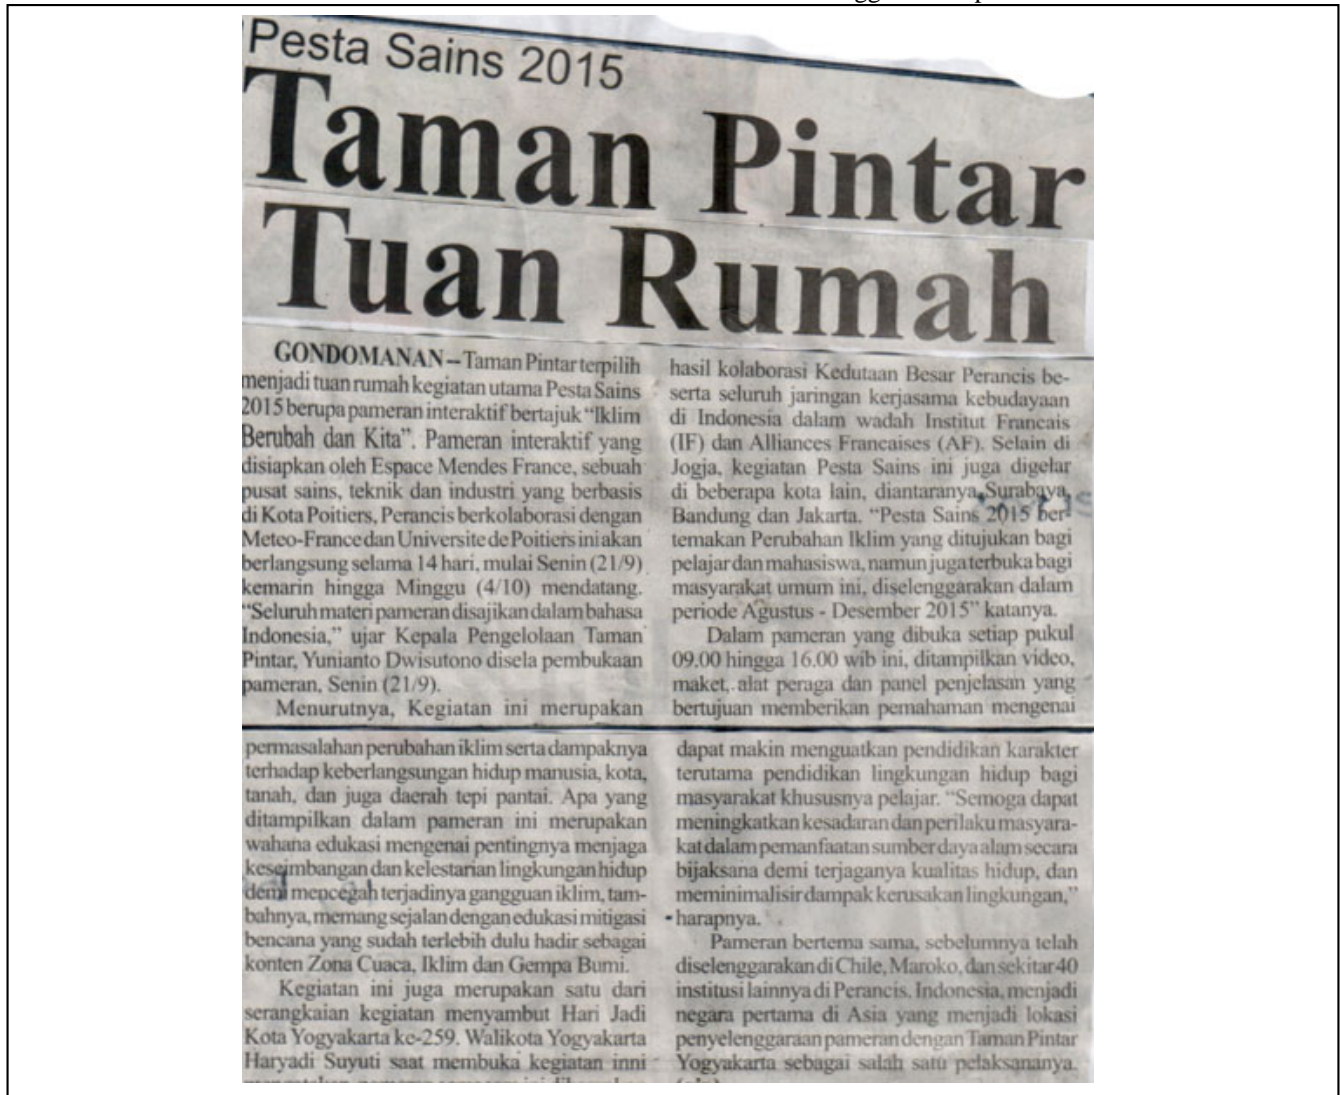 Pesta Sains 2015
Taman Pintar
Tuan Rumah
GONDOMANAN – Taman Pintar terpilih
menjadi tuan rumah kegiatan utama Pesta Sains
2015 berupa pameran interaktif bertajuk “Iklim
Berubah dan Kita”. Pameran interaktif yang
disiapkan oleh Espace Mendes France, sebuah
pusat sains, teknik dan industri yang berbasis
di Kota Poitiers, Perancis berkolaborasi dengan
Meteo-France dan Universite de Poitiers ini akan
berlangsung selama 14 hari, mulai Senin (21/9)
kemarin hingga Minggu (4/10) mendatang.
“Seluruh materi pameran disajikan dalam bahasa
Indonesia,” ujar Kepala Pengelolaan Taman
Pintar, Yunianto Dwisutono disela pembukaan
pameran, Senin (21/9).
Menurutnya, Kegiatan ini merupakan
hasil kolaborasi Kedutaan Besar Perancis be-
serta seluruh jaringan kerjasama kebudayaan
di Indonesia dalam wadah Institut Francais
(IF) dan Alliances Francaises (AF). Selain di
Jogja, kegiatan Pesta Sains ini juga digelar
di beberapa kota lain, diantaranya Surabaya,
Bandung dan Jakarta. “Pesta Sains 2015 ber-
temakan Perubahan Iklim yang ditujukan bagi
pelajar dan mahasiswa, namun juga terbuka bagi
masyarakat umum ini, diselenggarakan dalam
periode Agustus - Desember 2015” katanya.
Dalam pameran yang dibuka setiap pukul
09.00 hingga 16.00 wib ini, ditampilkan video,
maket, alat peraga dan panel penjelasan yang
bertujuan memberikan pemahaman mengenai
permasalahan perubahan iklim serta dampaknya
terhadap keberlangsungan hidup manusia, kota,
tanah, dan juga daerah tepi pantai. Apa yang
ditampilkan dalam pameran ini merupakan
wahana edukasi mengenai pentingnya menjaga
keseimbangan dan kelestarian lingkungan hidup
demi mencegah terjadinya gangguan iklim, tam-
bahnya, memang sejalan dengan edukasi mitigasi
bencana yang sudah terlebih dulu hadir sebagai
konten Zona Cuaca, Iklim dan Gempa Bumi.
Kegiatan ini juga merupakan satu dari
serangkaian kegiatan menyambut Hari Jadi
Kota Yogyakarta ke-259. Walikota Yogyakarta
Haryadi Suyuti saat membuka kegiatan inni
dapat makin menguatkan pendidikan karakter
terutama pendidikan lingkungan hidup bagi
masyarakat khususnya pelajar. “Semoga dapat
meningkatkan kesadaran dan perilaku masyara-
kat dalam pemanfaatan sumber daya alam secara
bijaksana demi terjaganya kualitas hidup, dan
meminimalisir dampak kerusakan lingkungan,”
harapnya.
Pameran bertema sama, sebelumnya telah
diselenggarakan di Chile, Maroko, dan sekitar 40
institusi lainnya di Perancis. Indonesia, menjadi
negara pertama di Asia yang menjadi lokasi
penyelenggaraan pameran dengan Taman Pintar
Yogyakarta sebagai salah satu pelaksananya.